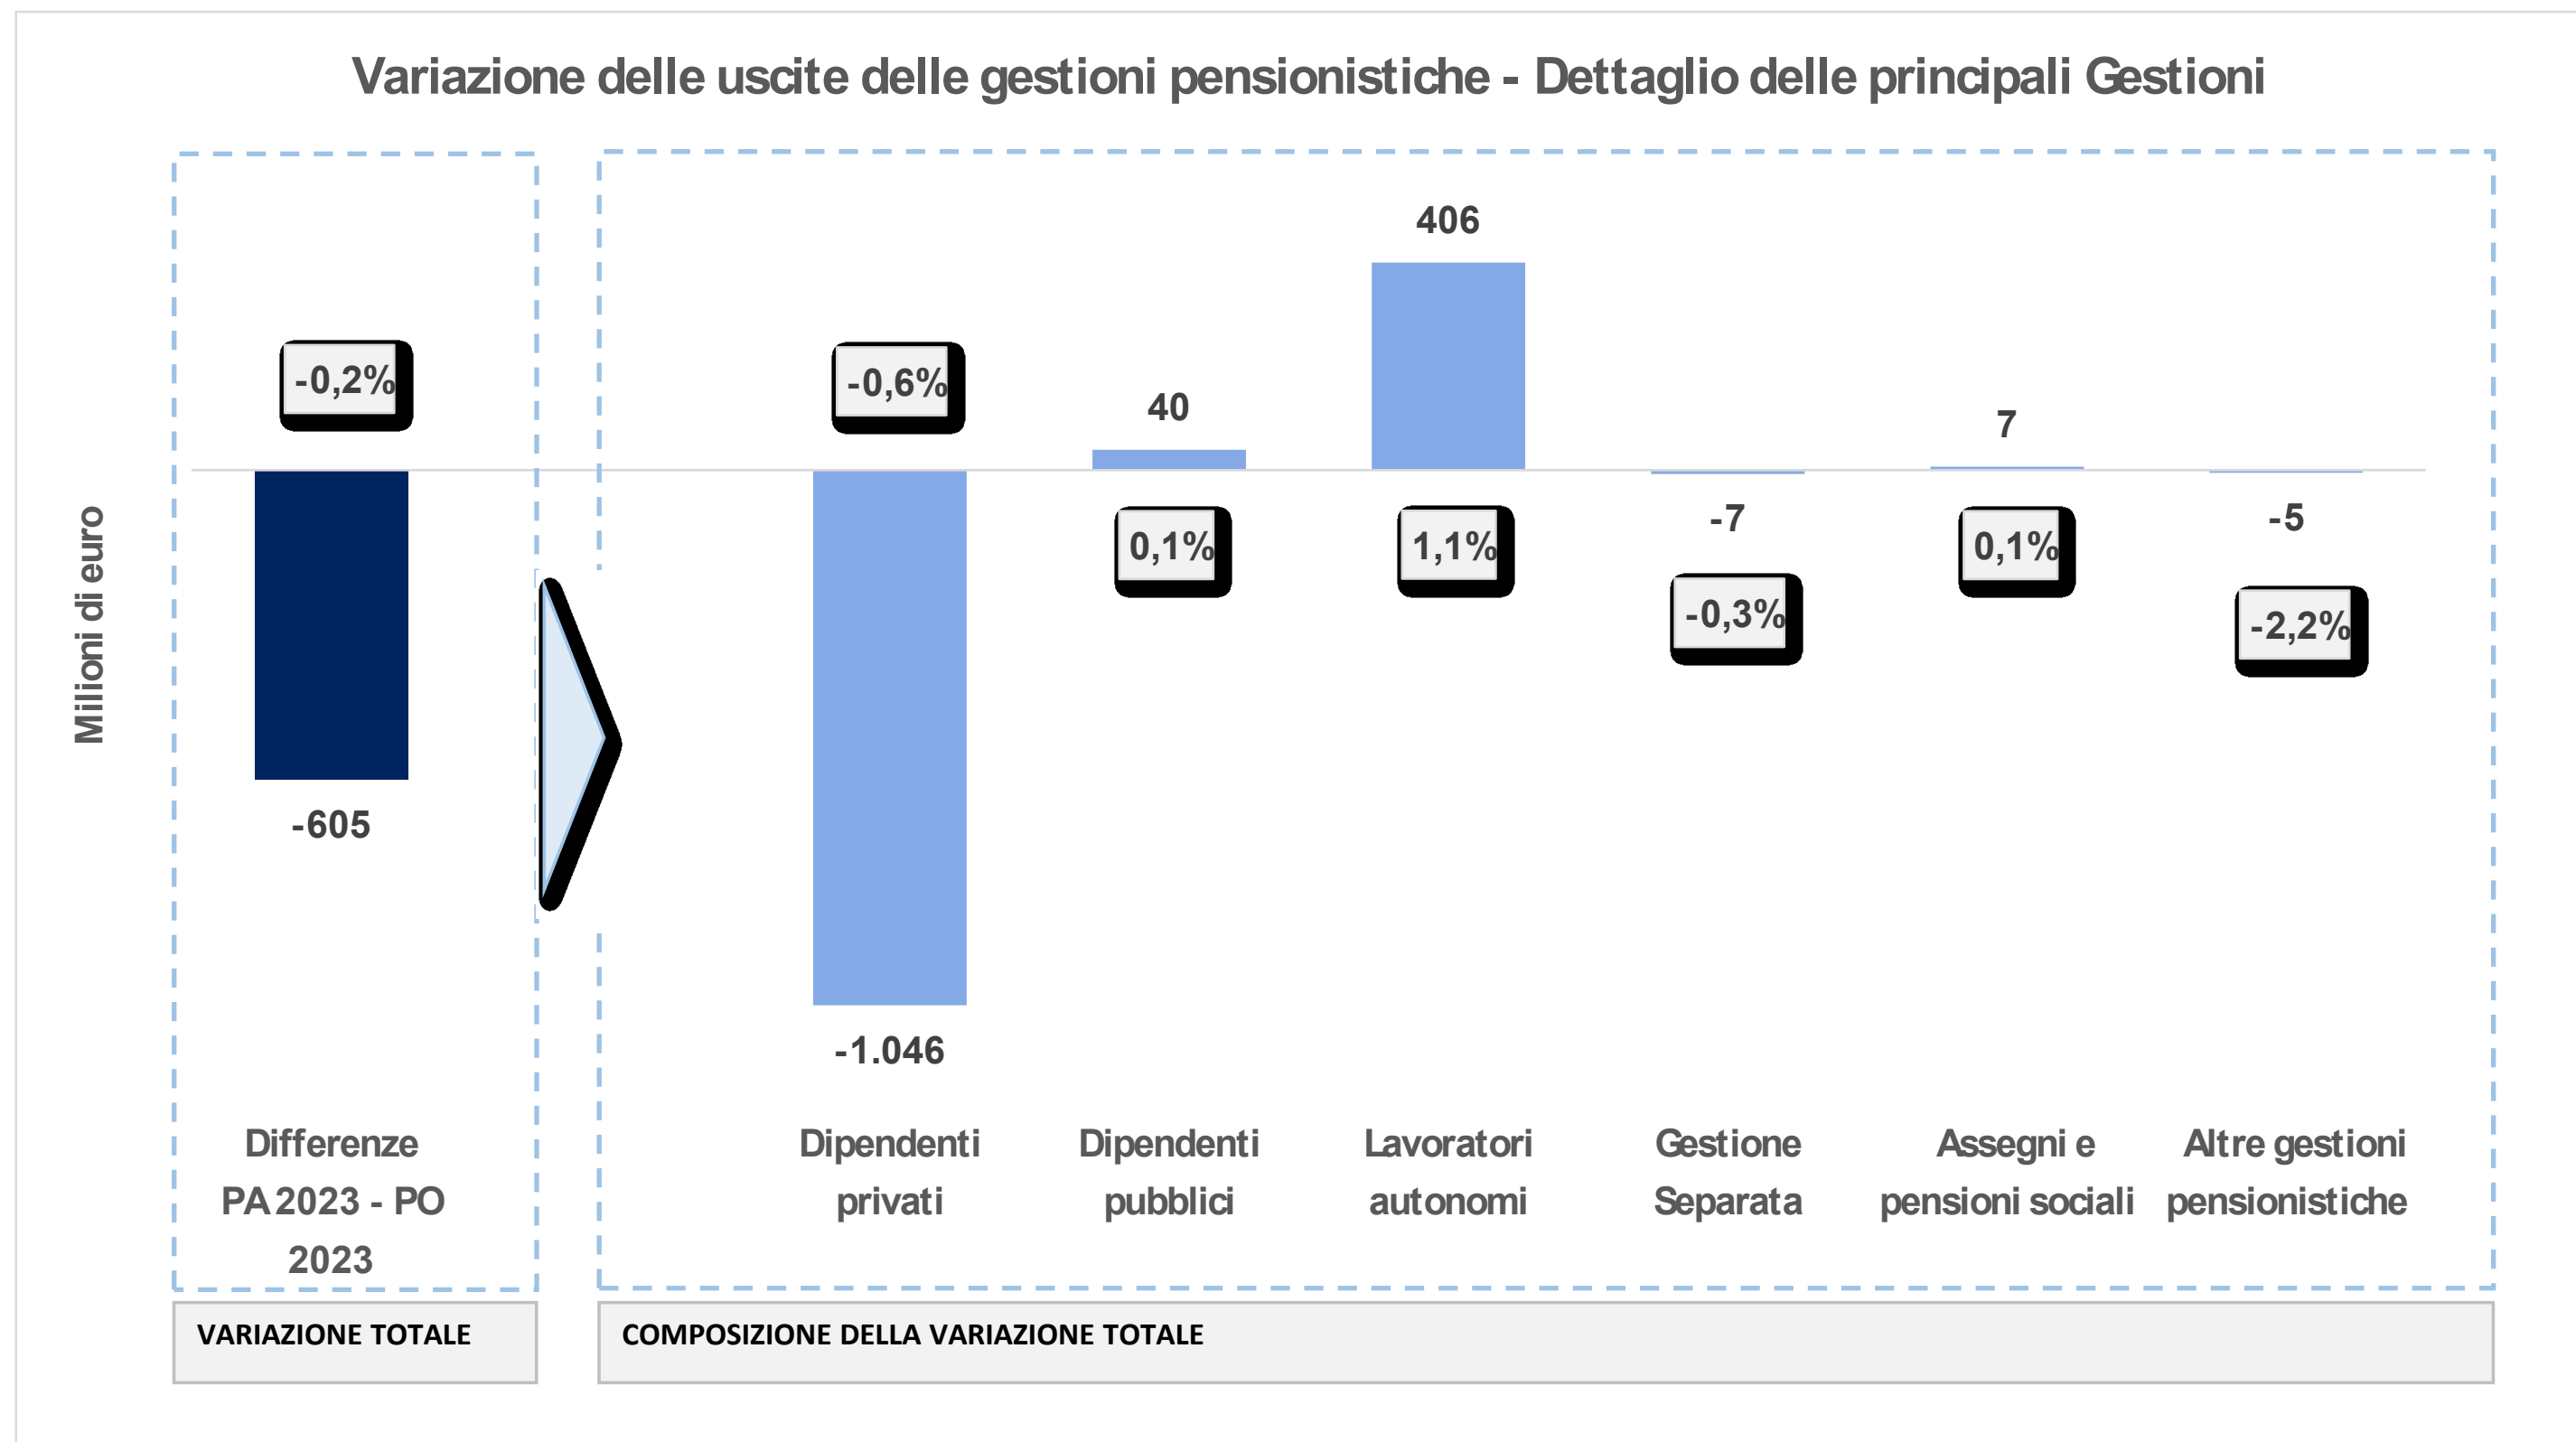 Variazione delle uscite delle gestioni pensionistiche - Dettaglio delle principali Gestioni
Milioni di euro
-0,2%
-605
-0,6%
-1.046
40
0,1%
406
1,1%
-7
-0,3%
7
0,1%
-5
-2,2%
Differenze
PA 2023 - PO
2023
Dipendenti
privati
Dipendenti
pubblici
Lavoratori
autonomi
Gestione
Separata
Assegni e
pensioni sociali
Altre gestioni
pensionistiche
VARIAZIONE TOTALE
COMPOSIZIONE DELLA VARIAZIONE TOTALE